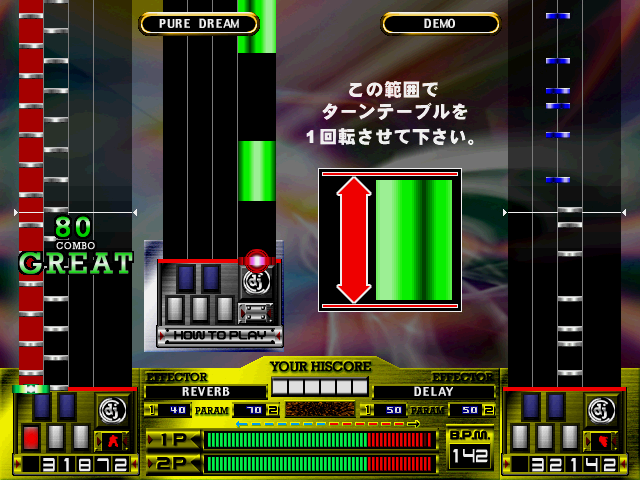 PURE DREAM
DEMO
この範囲で
ターンテーブルを
1回転させて下さい。
80
COMBO
GREAT
HOW TO PLAY
YOUR HISCORE
EFFECTOR
EFFECTOR
REVERB
DELAY
1 40 PARAM 70 2
1 50 PARAM 50 2
1P
2P
B.P.M.
142
31872
32142